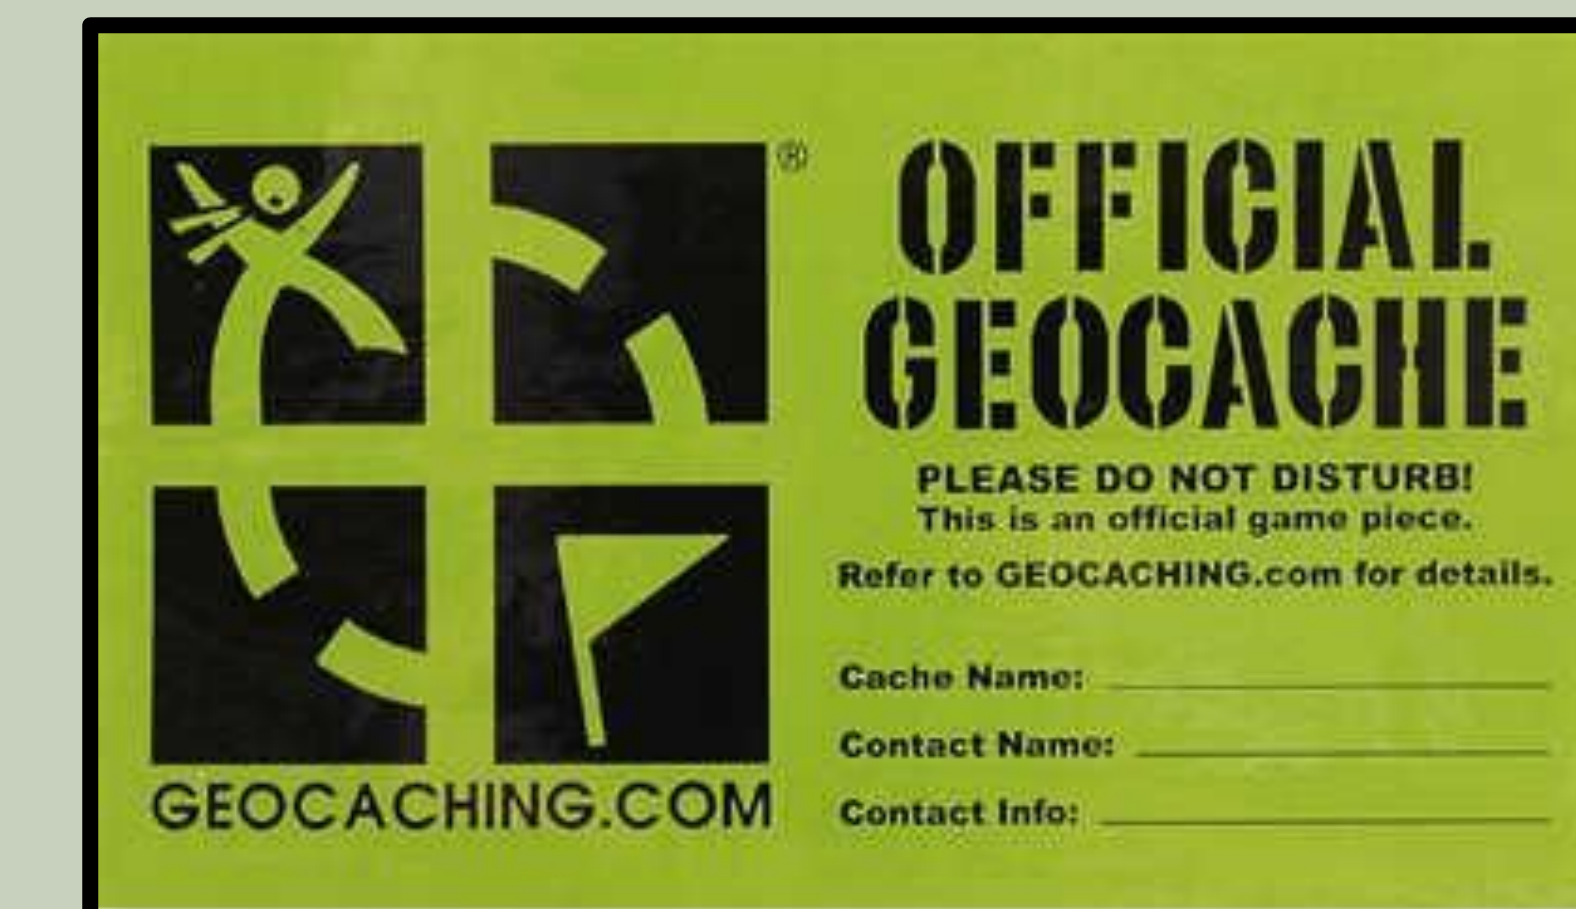 ®
OFFICIAL
GEOCACHE
PLEASE DO NOT DISTURB!
This is an official game piece.
Refer to GEOCACHING.com for details.
Cache Name:
Contact Name:
Contact Info:
GEOCACHING.COM